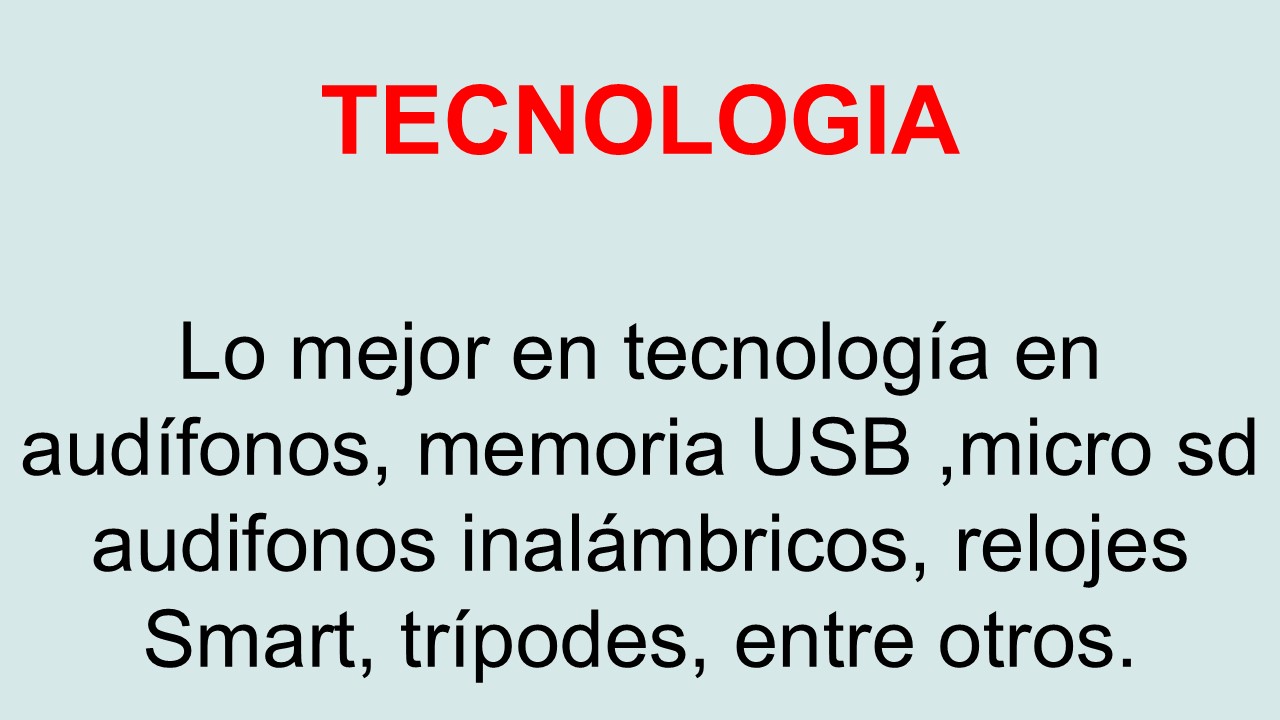 TECNOLOGIA
Lo mejor en tecnología en
audífonos, memoria USB ,micro sd
audifonos inalámbricos, relojes
Smart, trípodes, entre otros.